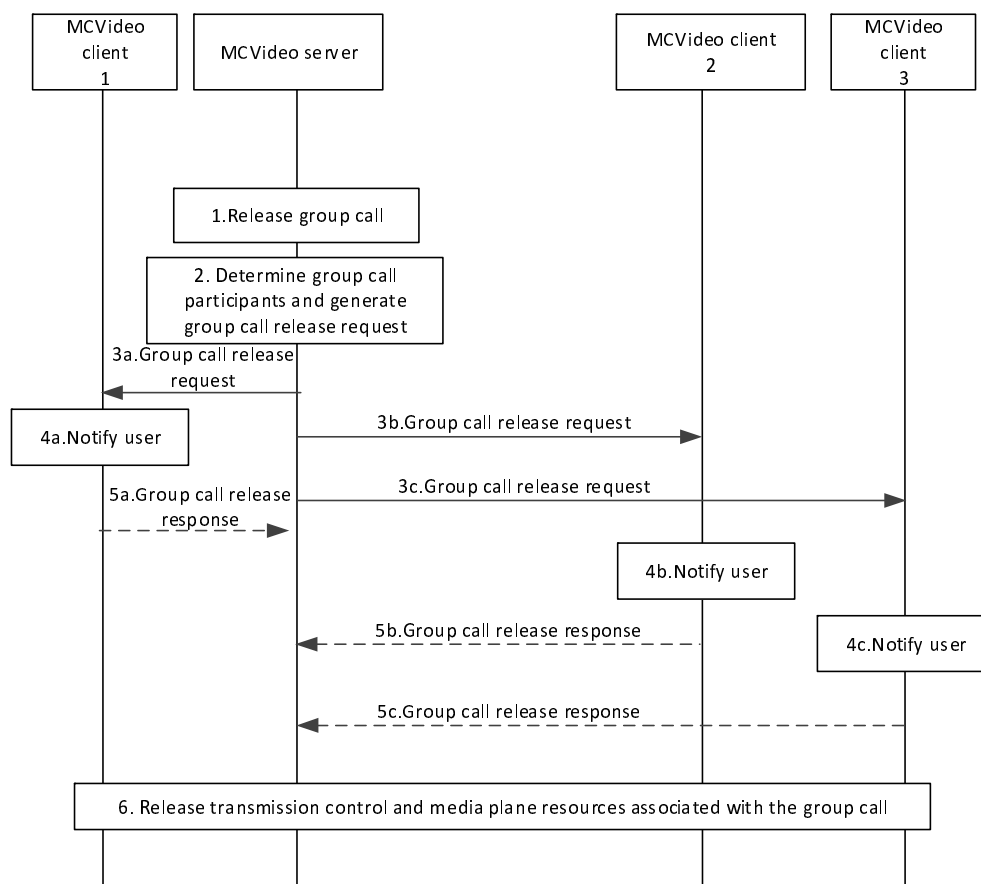 MCVideo
client
1
MCVideo server
MCVideo client
2
MCVideo
client
3
1.Release group call
2. Determine group call
participants and generate
group call release request
3a.Group call release
request
4a.Notify user
3b.Group call release request
5a.Group call release
response
3c.Group call release request
4b.Notify user
5b.Group call release response
4c.Notify user
5c.Group call release response
6. Release transmission control and media plane resources associated with the group call